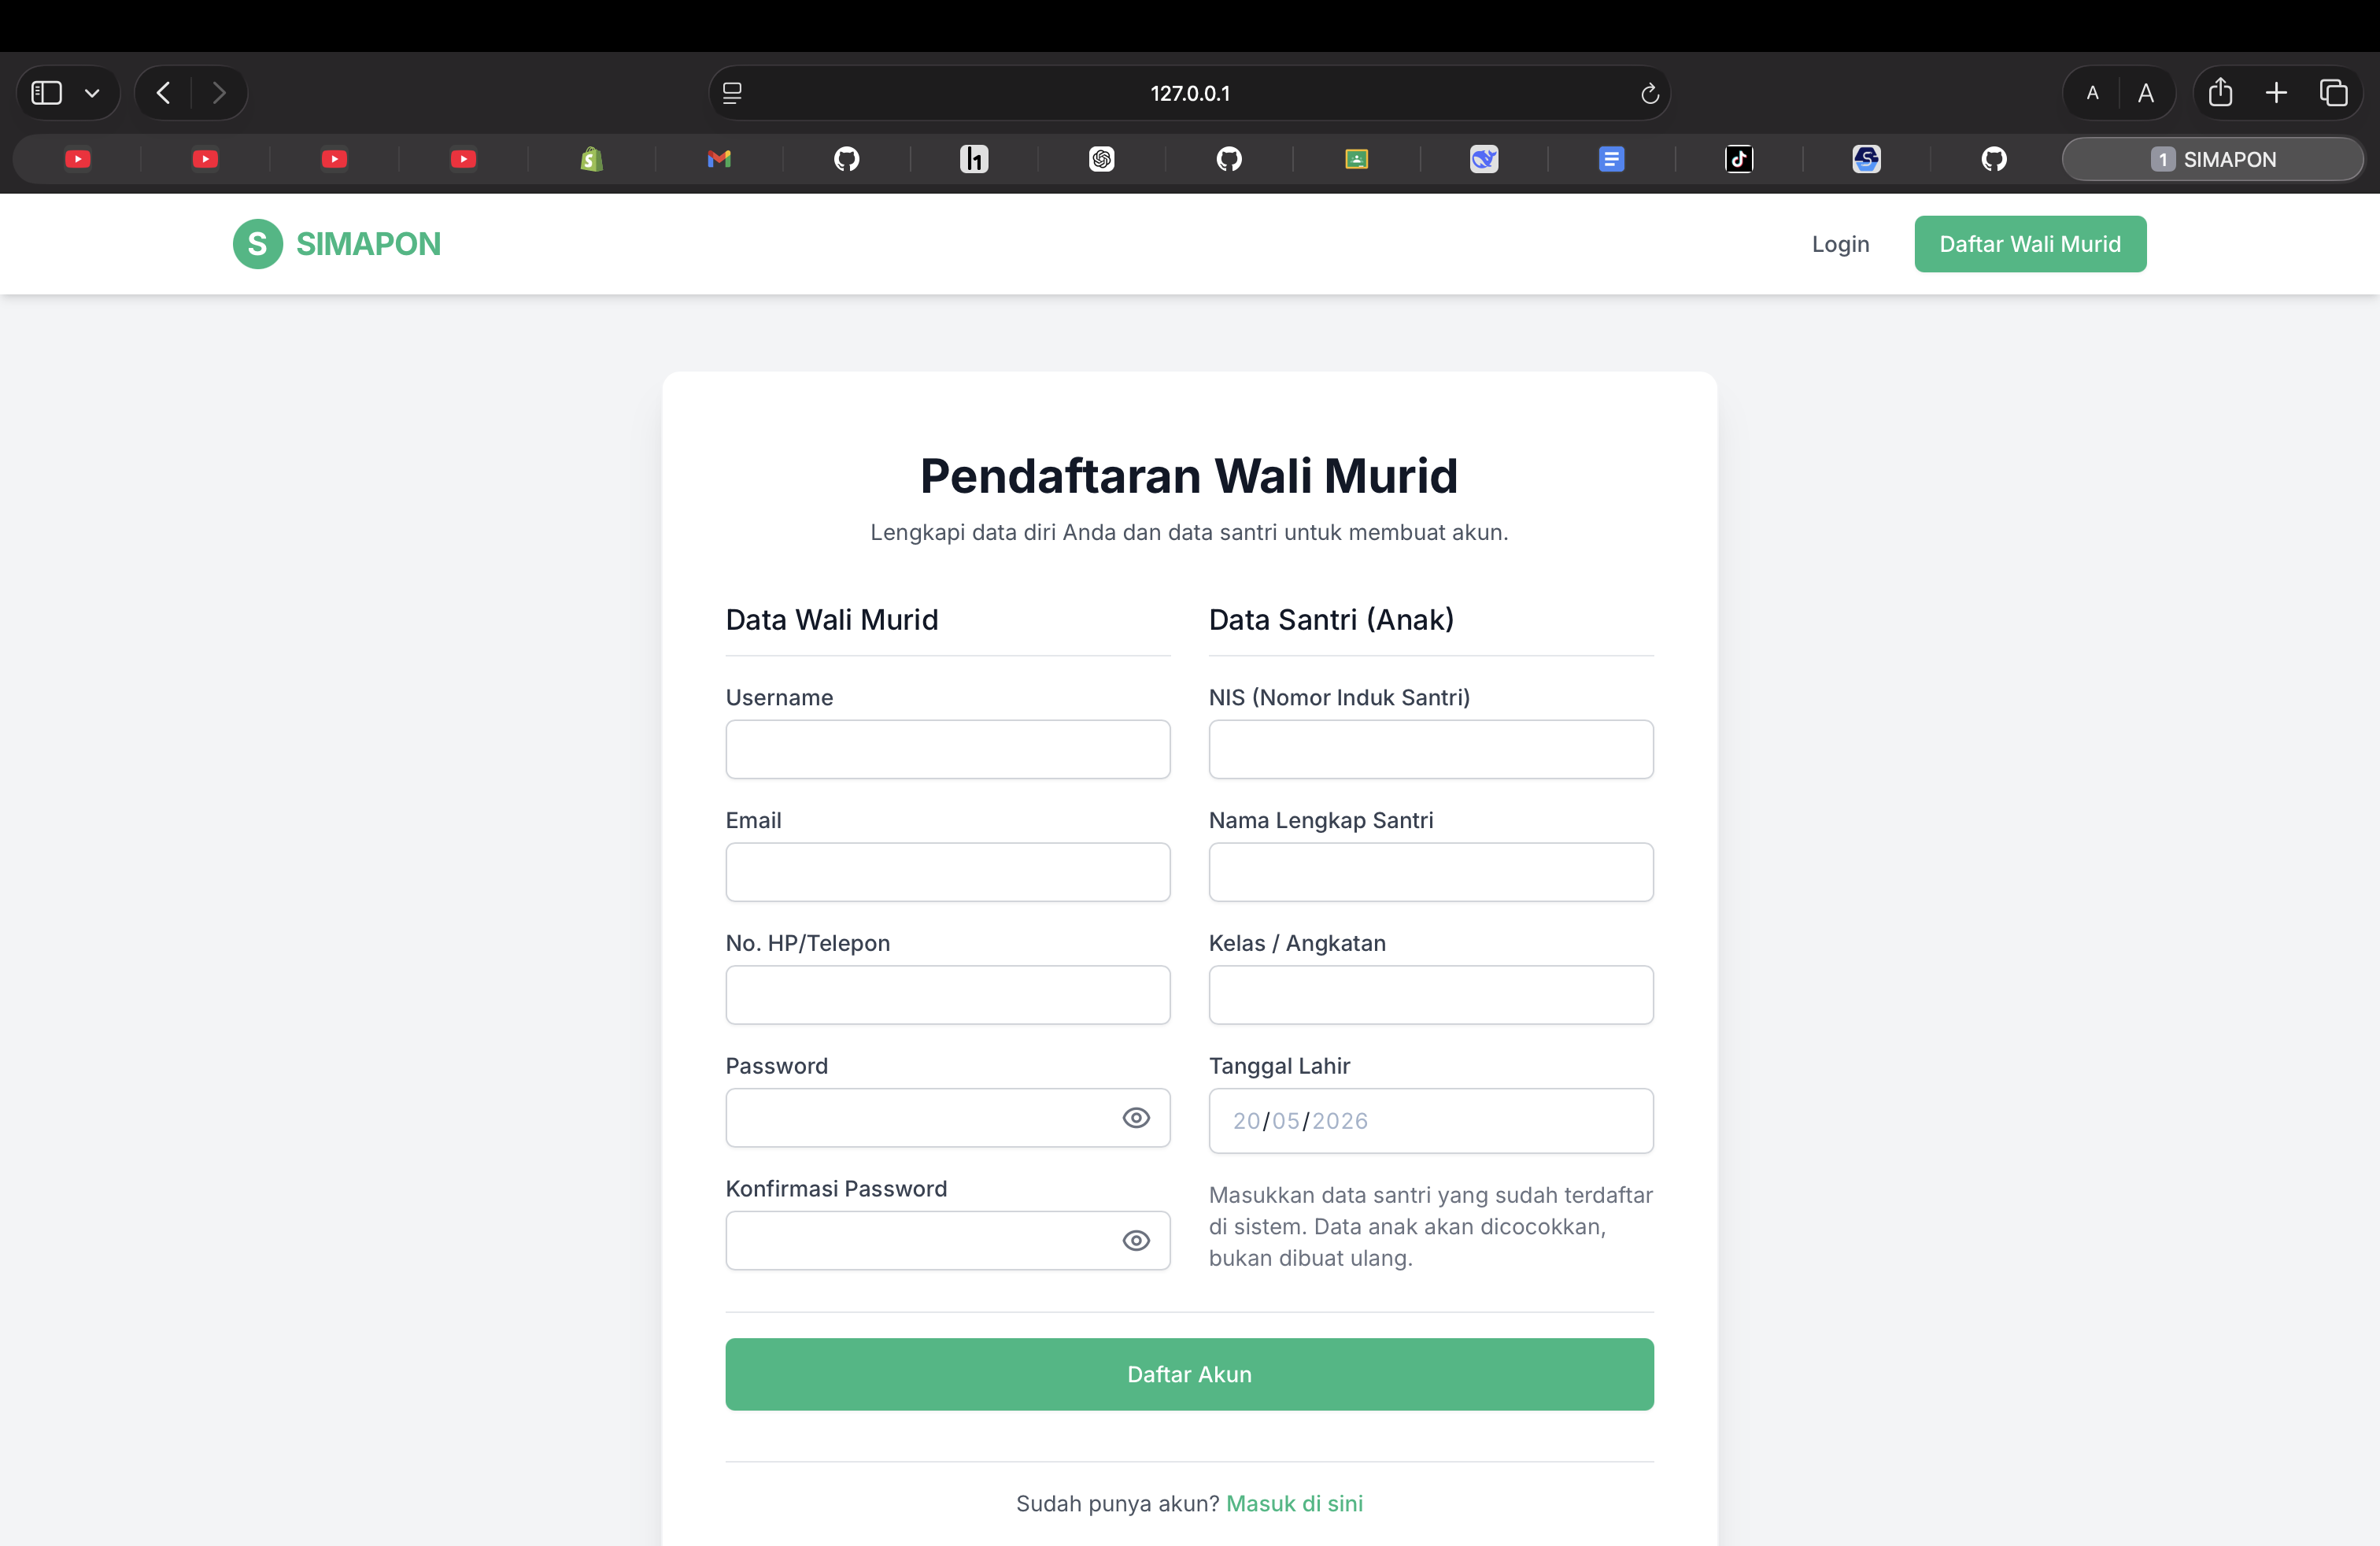 127.0.0.1
A A
1 SIMAPON
S SIMAPON
Login
Daftar Wali Murid
Pendaftaran Wali Murid
Lengkapi data diri Anda dan data santri untuk membuat akun.
Data Wali Murid
Username
Email
No. HP/Telepon
Password
Konfirmasi Password
Data Santri (Anak)
NIS (Nomor Induk Santri)
Nama Lengkap Santri
Kelas / Angkatan
Tanggal Lahir
20/05/2026
Masukkan data santri yang sudah terdaftar
di sistem. Data anak akan dicocokkan,
bukan dibuat ulang.
Daftar Akun
Sudah punya akun? Masuk di sini